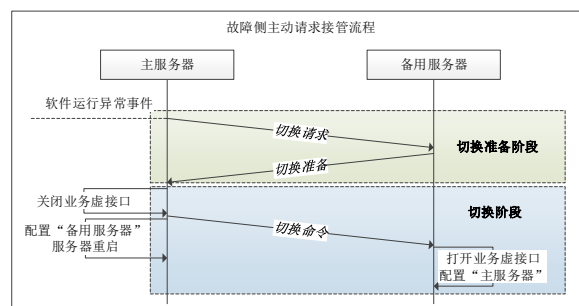 故障侧主动请求接管流程
主服务器
备用服务器
软件运行异常事件
切换请求
切换准备阶段
切换准备
关闭业务虚接口
切换阶段
切换命令
配置“备用服务器”
服务器重启
打开业务虚接口
配置“主服务器”